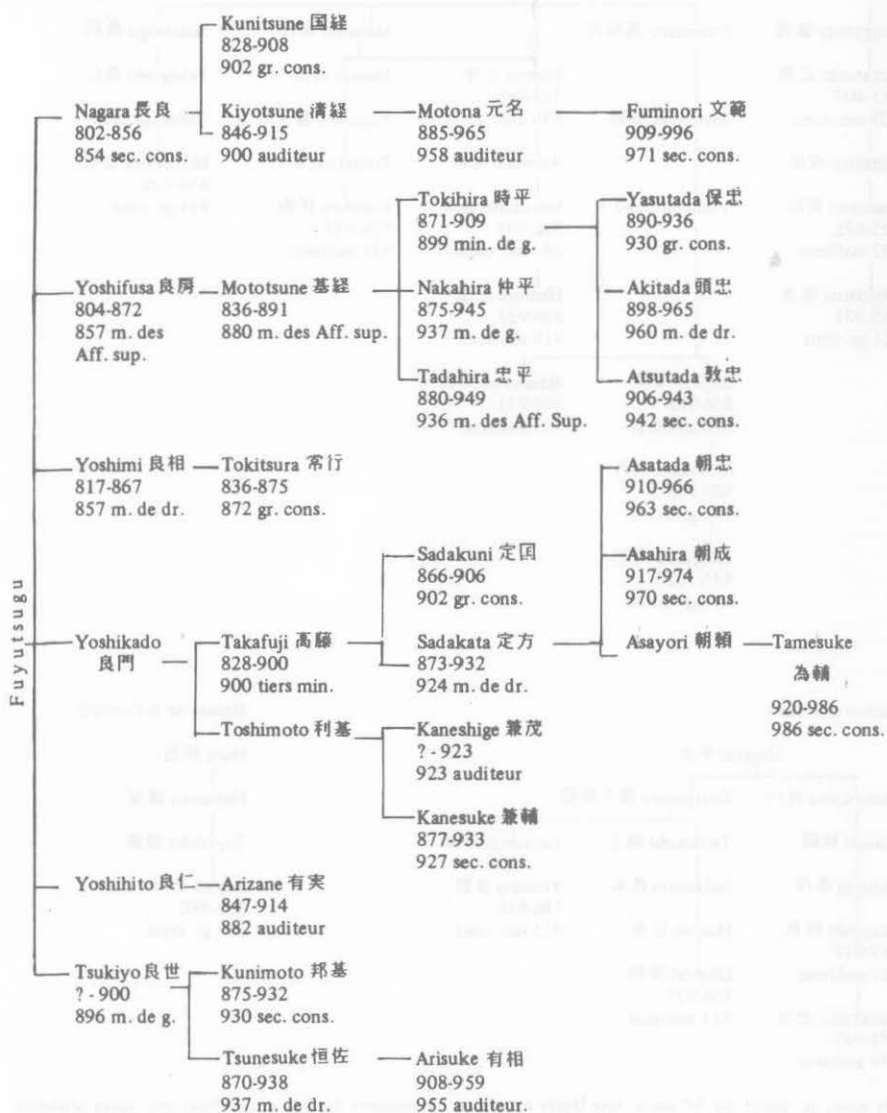 Kunitsune 国経
828-908
902 gr. cons.
Nagara 長良
802-856
854 sec. cons.
Kiyotsune 清経
846-915
900 auditeur
Motona 元名
885-965
958 auditeur
Fuminori 文範
909-996
971 sec. cons.
Tokihira 時平
871-909
899 min. de g.
Yasutada 保忠
890-936
930 gr. cons.
Yoshifusa 良房
804-872
857 m. des
Aff. sup.
Mototsune 基経
836-891
880 m. des Aff. sup.
Nakahira 仲平
875-945
937 m. de g.
Akitada 頭忠
898-965
960 m. de dr.
Tadahira 忠平
880-949
936 m. des Aff. Sup.
Atsutada 敦忠
906-943
942 sec. cons.
Yoshimi 良相
817-867
857 m. de dr.
Tokitsura 常行
836-875
872 gr. cons.
Asatada 朝忠
910-966
963 sec. cons.
Sadakuni 定国
866-906
902 gr. cons.
Asahira 朝成
917-974
970 sec. cons.
Fuyutsugu
Yoshikado
良門
Takafuji 高藤
828-900
900 tiers min.
Sadakata 定方
873-932
924 m. de dr.
Asayori 朝頼
Tamesuke
為輔
920-986
986 sec. cons.
Toshimoto 利基
Kaneshige 兼茂
? - 923
923 auditeur
Kanesuke 兼輔
877-933
927 sec. cons.
Yoshihito 良仁
Arizane 有実
847-914
882 auditeur
Tsukiyo 良世
? - 900
896 m. de g.
Kunimoto 邦基
875-932
930 sec. cons.
Tsunesuke 恒佐
870-938
937 m. de dr.
Arisuke 有相
908-959
955 auditeur.